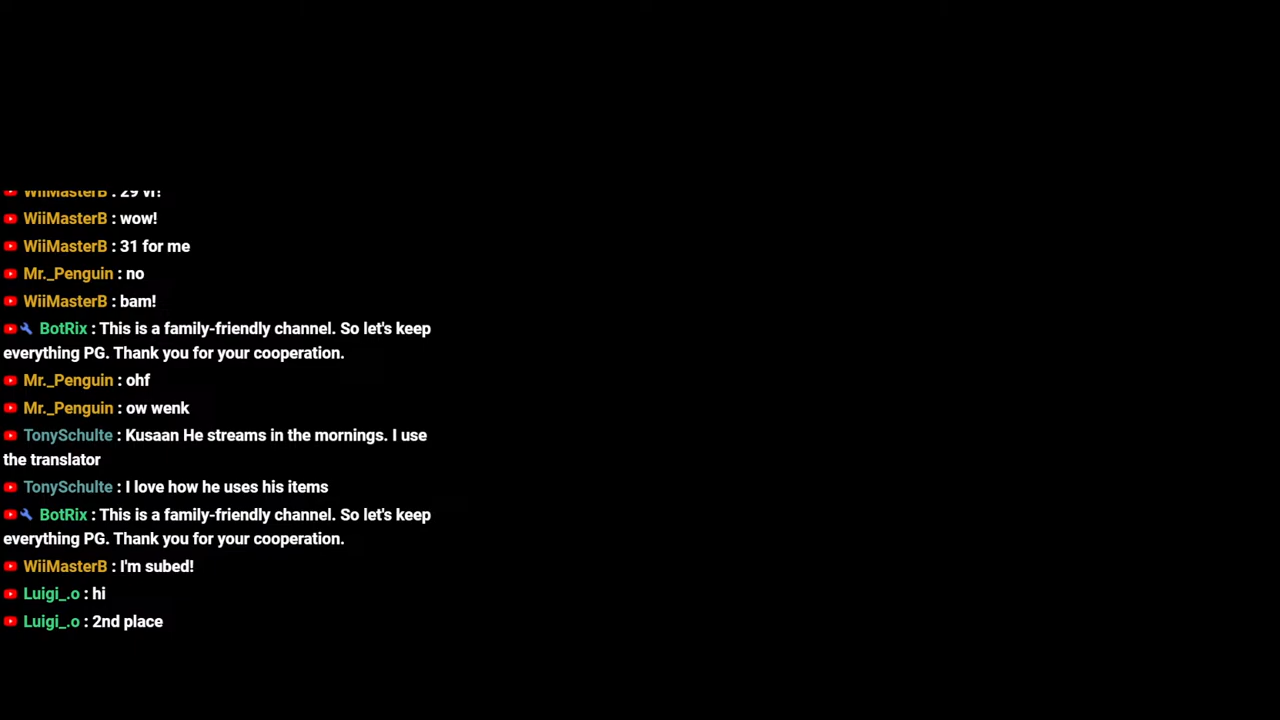 WiiMasterB : 29 vr!
WiiMasterB : wow!
WiiMasterB : 31 for me
Mr._Penguin : no
WiiMasterB : bam!
BotRix : This is a family-friendly channel. So let's keep
everything PG. Thank you for your cooperation.
Mr._Penguin : ohf
Mr._Penguin : ow wenk
TonySchulte : Kusaan He streams in the mornings. I use
the translator
TonySchulte : I love how he uses his items
BotRix : This is a family-friendly channel. So let's keep
everything PG. Thank you for your cooperation.
WiiMasterB : I'm subed!
Luigi_.o : hi
Luigi_.o : 2nd place